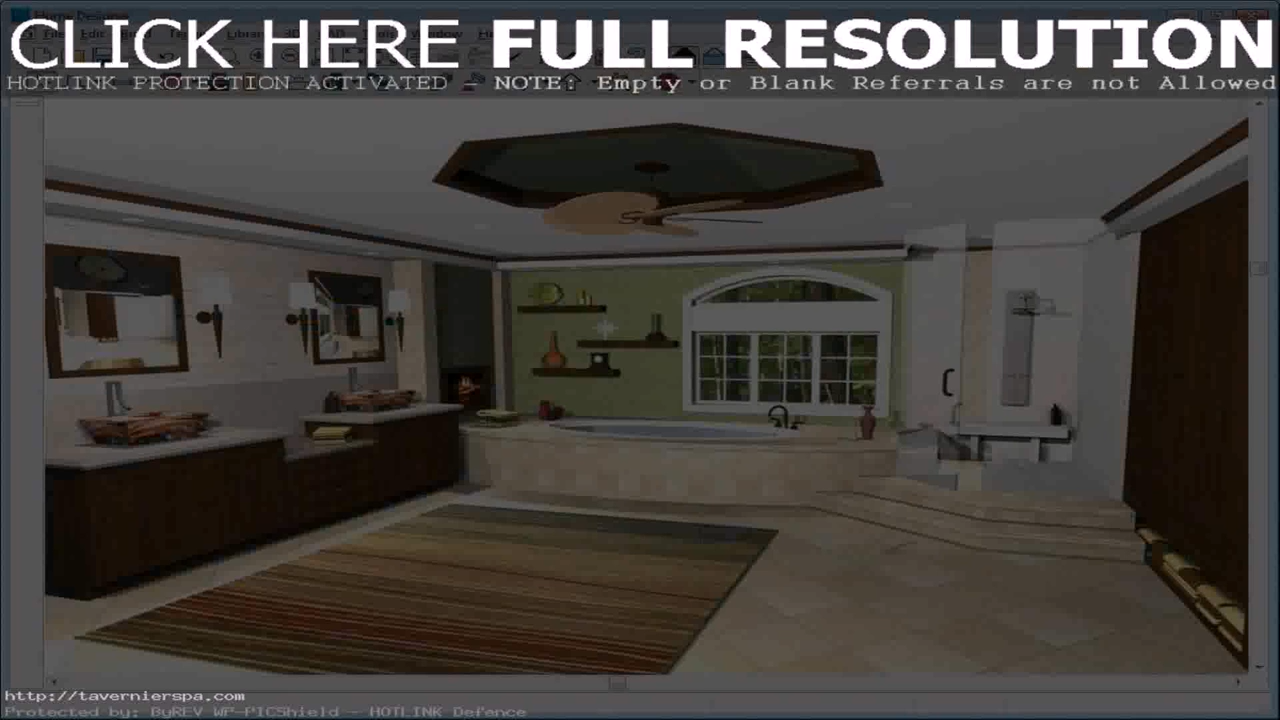 CLICK HERE FULL RESOLUTION
HOTLINK PROTECTION ACTIVATED NOTE: Empty or Blank Referrals are not Allowed
http://tavernierspa.com
Protected by: ByREV WP-PICShield - HOTLINK Defence